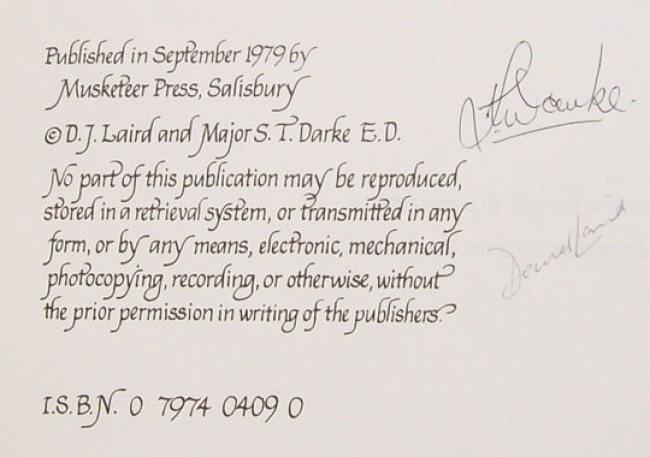 Published in September 1979 by
Musketeer Press, Salisbury
© D. J. Laird and Major S. T. Darke E. D.
No part of this publication may be reproduced,
stored in a retrieval system, or transmitted in any
form, or by any means, electronic, mechanical,
photocopying, recording, or otherwise, without
the prior permission in writing of the publishers.
I.S.B.N. 0 7974 0409 0